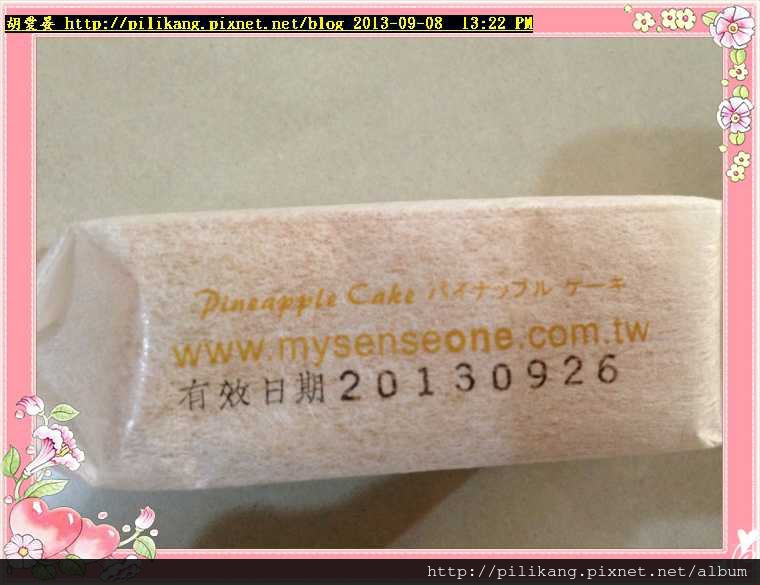 胡愛晏 http://pilikang.pixnet.net/blog 2013-09-08 13:22 PM
Pineapple Cake パイナップル ケーキ
www.mysenseone.com.tw
有效日期20130926
http://pilikang.pixnet.net/album